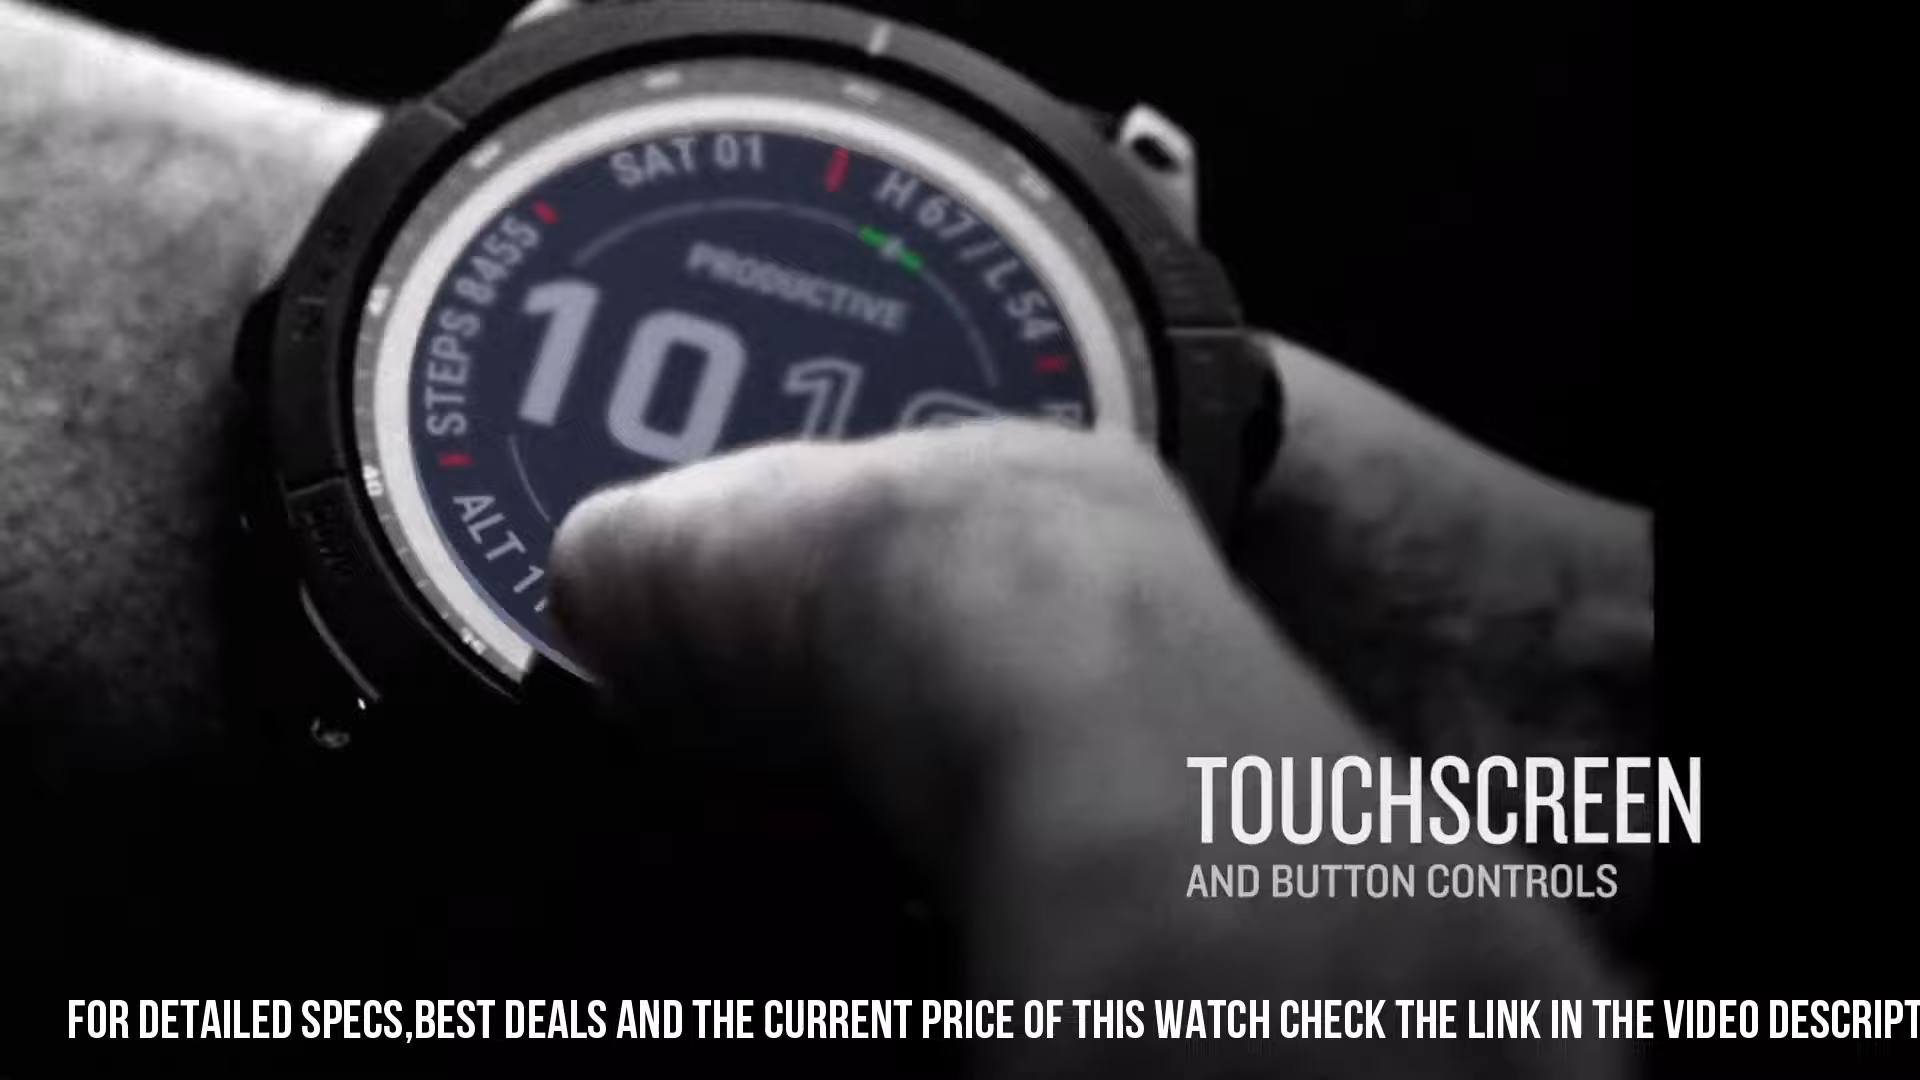 SAT 01
H 67 / L 54
STEPS 8455
PRODUCTIVE
10
ALT
TOUCHSCREEN
AND BUTTON CONTROLS
FOR DETAILED SPECS,BEST DEALS AND THE CURRENT PRICE OF THIS WATCH CHECK THE LINK IN THE VIDEO DESCRIPT